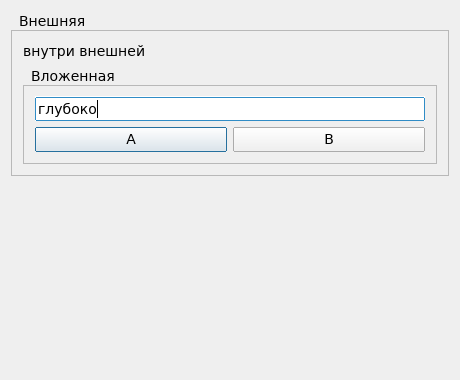 Внешняя
внутри внешней
Вложенная
глубоко
A B